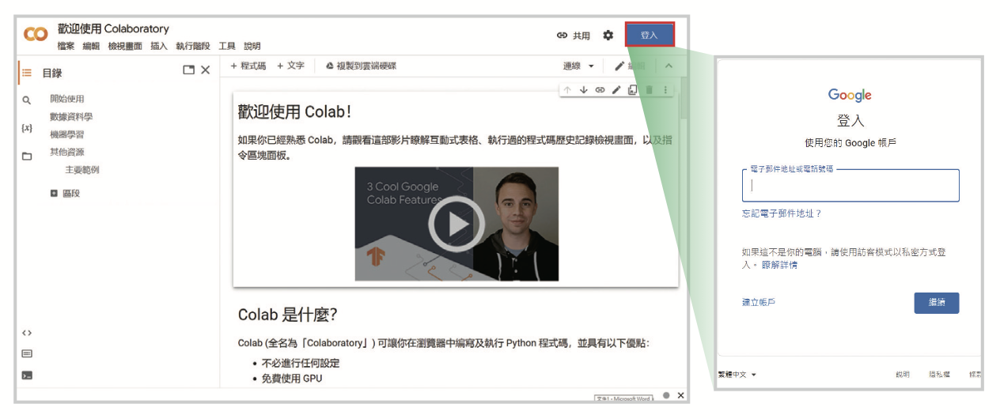 CO
歡迎使用 Colaboratory
檔案 編輯 檢視畫面 插入 執行階段 工具 說明
共用
登入
目錄
開始使用
數據資料學
機器學習
其他資源
主要範例
區段
+ 程式碼 + 文字
複製到雲端硬碟
連線
歡迎使用 Colab!
如果你已經熟悉 Colab，請觀看這部影片瞭解互動式表格、執行過的程式碼歷史記錄檢視畫面，以及指
令區塊面板。
3 Cool Google
Colab Features
Colab 是什麼?
Colab (全名為「Colaboratory」) 可讓你在瀏覽器中編寫及執行 Python 程式碼，並具有以下優點：
• 不必進行任何設定
• 免費使用 GPU
文件1 - Microsoft Word
Google
登入
使用您的 Google 帳戶
電子郵件地址或電話號碼
忘記電子郵件地址？
如果這不是你的電腦，請使用訪客模式以私密方式登
入。 瞭解詳情
建立帳戶
繼續
繁體中文
說明 隱私權